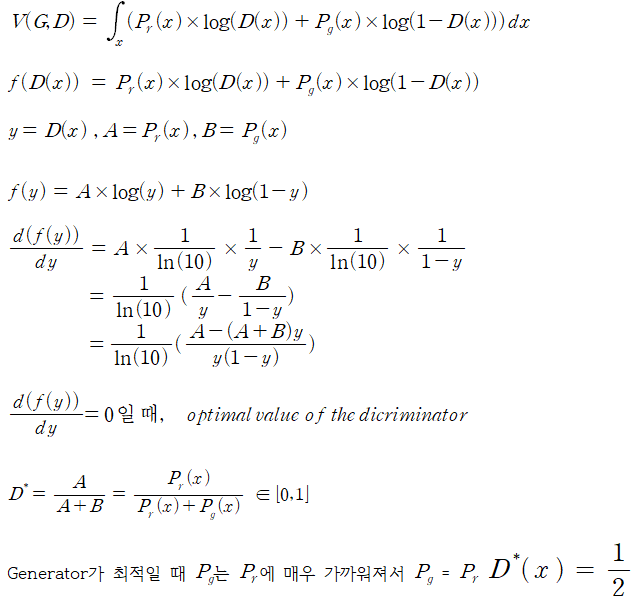 V(G,D) = ∫_x (P_r(x)×log(D(x)) + P_g(x)×log(1−D(x)))dx
f(D(x)) = P_r(x)×log(D(x)) + P_g(x)×log(1−D(x))
y = D(x) , A = P_r(x) , B = P_g(x)
f(y) = A×log(y) + B×log(1−y)
d(f(y))/dy = A × 1/ln(10) × 1/y − B × 1/ln(10) × 1/(1−y)
= 1/ln(10) (A/y − B/(1−y))
= 1/ln(10) ((A−(A+B)y)/(y(1−y)))
d(f(y))/dy = 0일 때, optimal value of the dicriminator
D* = A/(A+B) = P_r(x)/(P_r(x)+P_g(x)) ∈ [0,1]
Generator가 최적일 때 P_g는 P_r에 매우 가까워져서 P_g = P_r D*(x) = 1/2